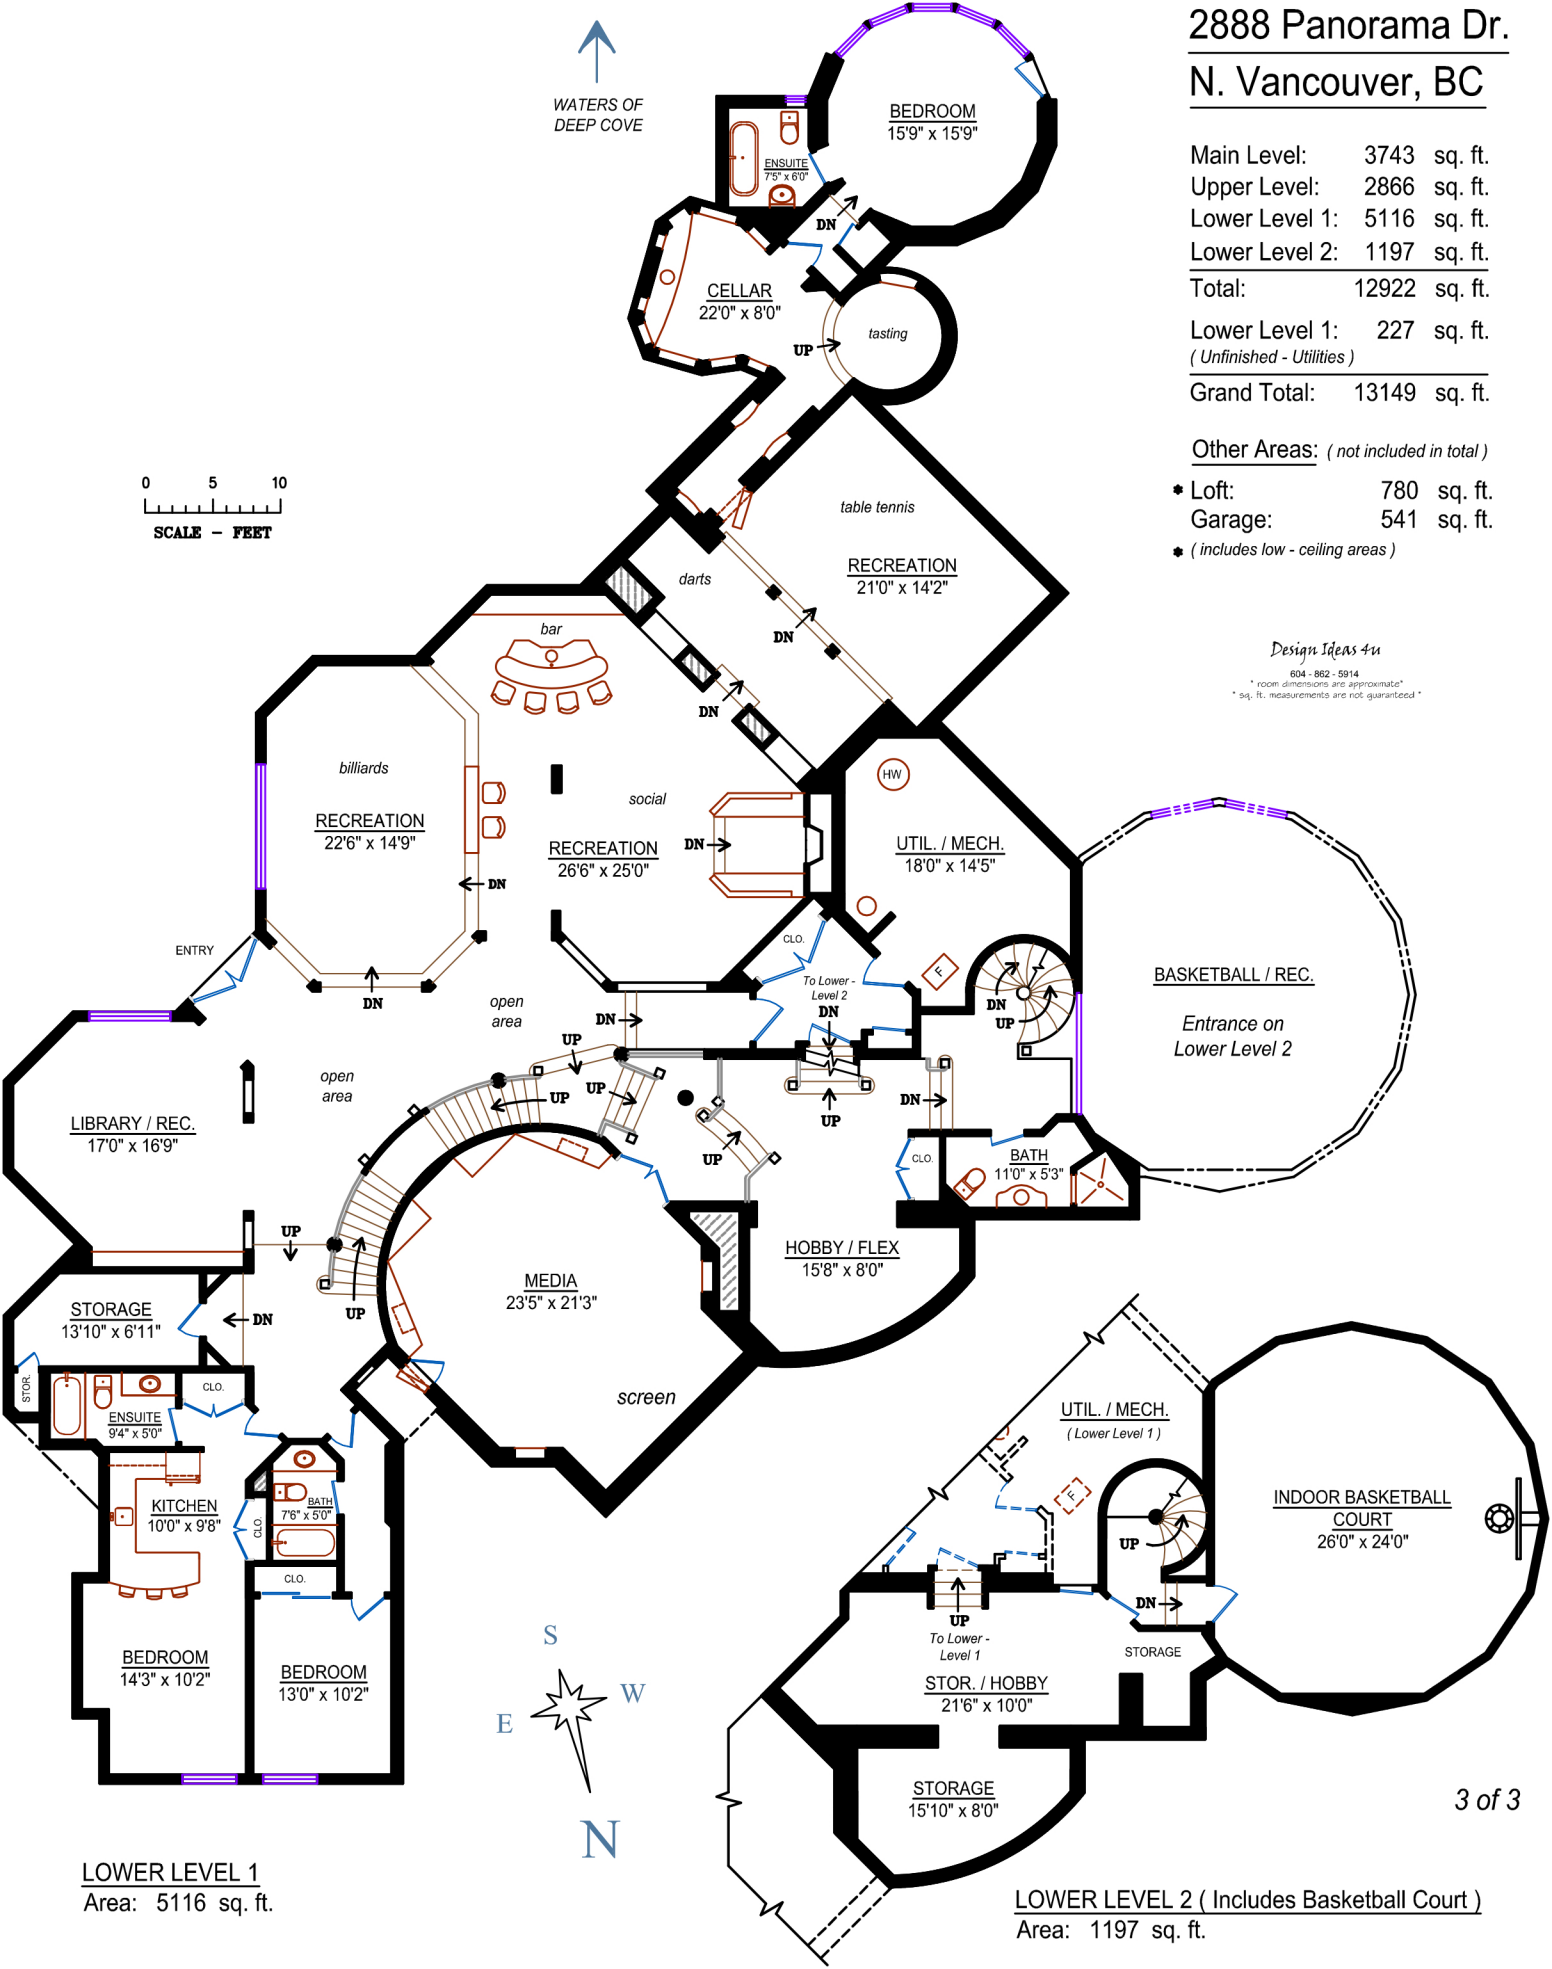 2888 Panorama Dr.
N. Vancouver, BC
Main Level: 3743 sq. ft.
Upper Level: 2866 sq. ft.
Lower Level 1: 5116 sq. ft.
Lower Level 2: 1197 sq. ft.
Total: 12922 sq. ft.
Lower Level 1: 227 sq. ft.
( Unfinished - Utilities )
Grand Total: 13149 sq. ft.
Other Areas: ( not included in total )
* Loft: 780 sq. ft.
Garage: 541 sq. ft.
* ( includes low - ceiling areas )
Design Ideas 4u
604 - 862 - 5914
* room dimensions are approximate*
* sq. ft. measurements are not guaranteed *
WATERS OF
DEEP COVE
BEDROOM
15'9" x 15'9"
ENSUITE
7'5" x 6'0"
DN
CELLAR
22'0" x 8'0"
tasting
UP
0 5 10
SCALE - FEET
table tennis
RECREATION
21'0" x 14'2"
darts
DN
DN
bar
billiards
RECREATION
22'6" x 14'9"
DN
DN
social
RECREATION
26'6" x 25'0"
DN
HW
UTIL. / MECH.
18'0" x 14'5"
CLO.
F
To Lower -
Level 2
DN
DN
UP
BASKETBALL / REC.
Entrance on
Lower Level 2
ENTRY
open
area
DN
UP
open
area
UP
UP
UP
DN
UP
LIBRARY / REC.
17'0" x 16'9"
CLO.
BATH
11'0" x 5'3"
UP
UP
HOBBY / FLEX
15'8" x 8'0"
MEDIA
23'5" x 21'3"
screen
STORAGE
13'10" x 6'11"
DN
STOR.
ENSUITE
9'4" x 5'0"
CLO.
KITCHEN
10'0" x 9'8"
CLO.
BATH
7'6" x 5'0"
CLO.
BEDROOM
14'3" x 10'2"
BEDROOM
13'0" x 10'2"
S
W
E
N
LOWER LEVEL 1
Area: 5116 sq. ft.
UTIL. / MECH.
( Lower Level 1 )
F
UP
INDOOR BASKETBALL
COURT
26'0" x 24'0"
DN
UP
To Lower -
Level 1
STORAGE
STOR. / HOBBY
21'6" x 10'0"
STORAGE
15'10" x 8'0"
3 of 3
LOWER LEVEL 2 ( Includes Basketball Court )
Area: 1197 sq. ft.